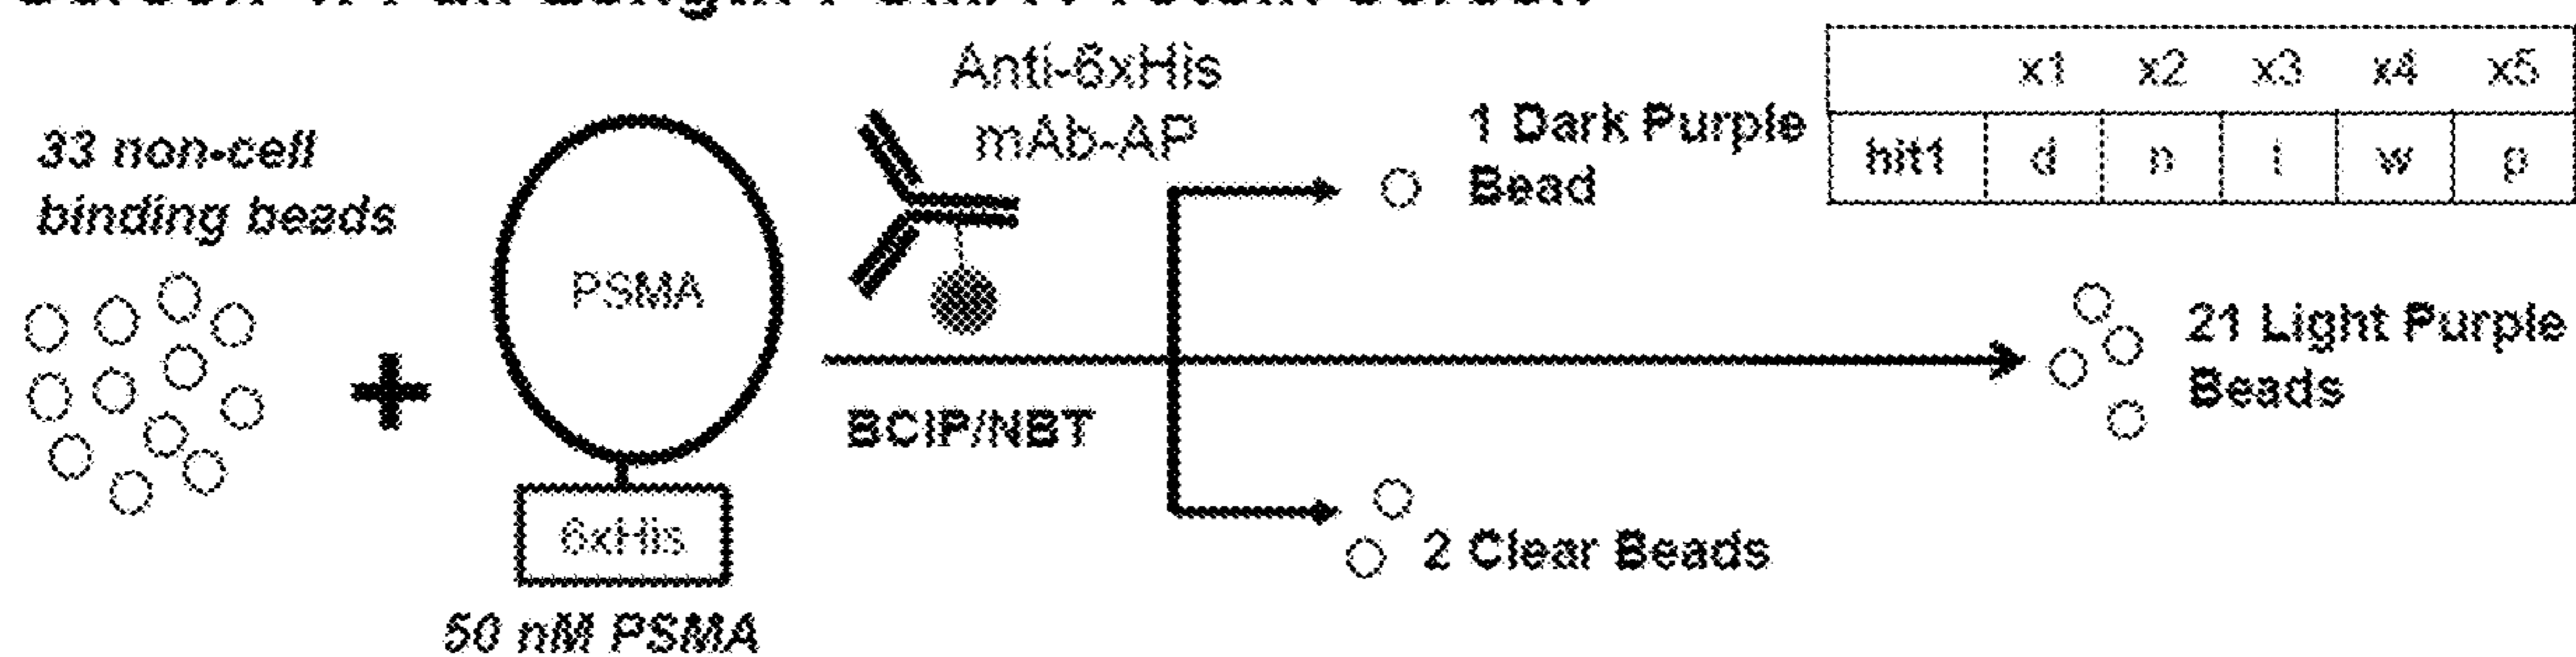 Anti-6xHis
mAb-AP
33 non-cell
binding beads
PSMA
6xHis
50 nM PSMA
BCIP/NBT
1 Dark Purple
Bead
x1 x2 x3 x4 x5
hit1 d n w p
21 Light Purple
Beads
2 Clear Beads